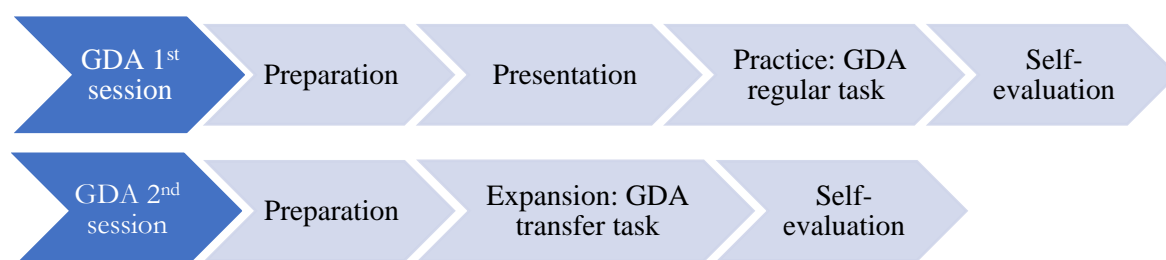 GDA 1st
session
Preparation
Presentation
Practice: GDA
regular task
Self-
evaluation
GDA 2nd
session
Preparation
Expansion: GDA
transfer task
Self-
evaluation